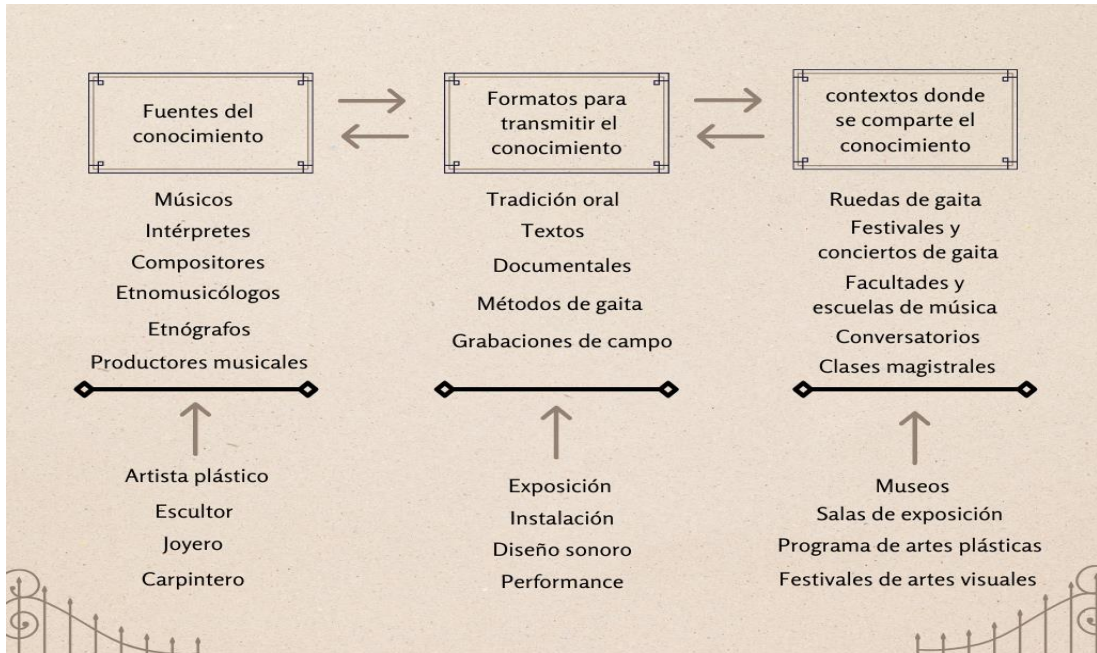 Fuentes del
conocimiento
Músicos
Intérpretes
Compositores
Etnomusicólogos
Etnógrafos
Productores musicales
Artista plástico
Escultor
Joyero
Carpintero
Formatos para
transmitir el
conocimiento
Tradición oral
Textos
Documentales
Métodos de gaita
Grabaciones de campo
Exposición
Instalación
Diseño sonoro
Performance
contextos donde
se comparte el
conocimiento
Ruedas de gaita
Festivales y
conciertos de gaita
Facultades y
escuelas de música
Conversatorios
Clases magistrales
Museos
Salas de exposición
Programa de artes plásticas
Festivales de artes visuales